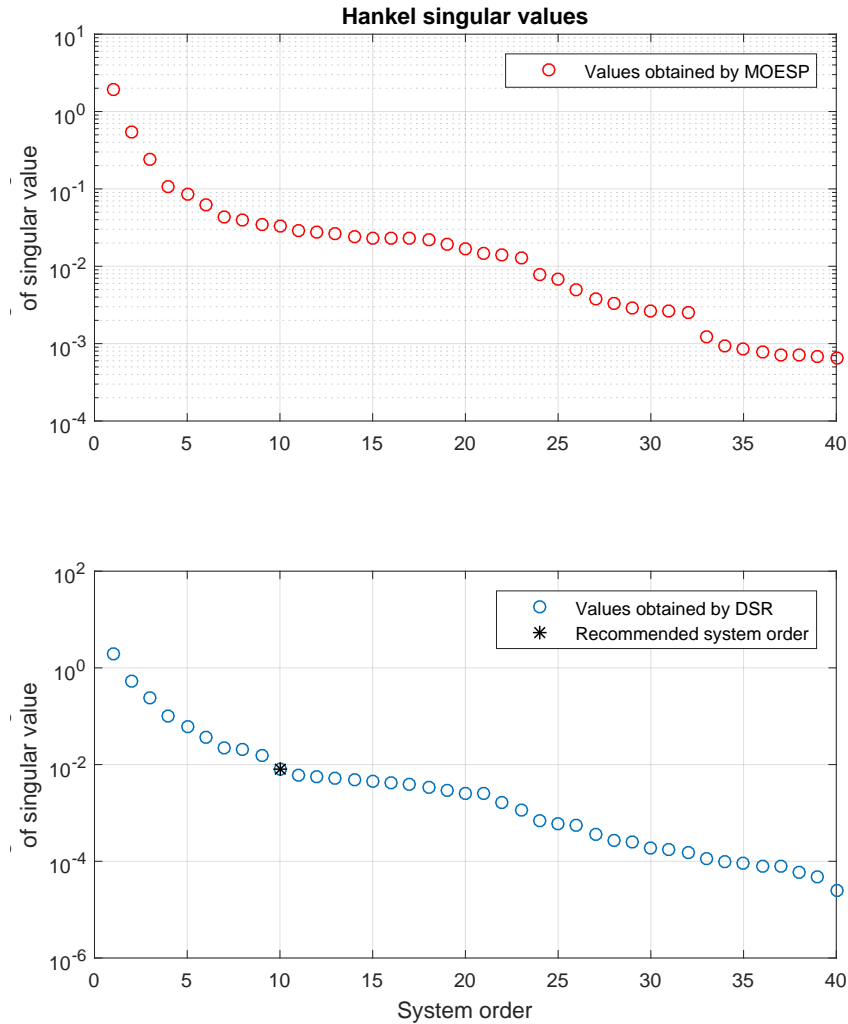 Hankel singular values
10^1
10^0
10^-1
10^-2
10^-3
10^-4
of singular value
Values obtained by MOESP
0 5 10 15 20 25 30 35 40
10^2
10^0
10^-2
10^-4
10^-6
of singular value
Values obtained by DSR
Recommended system order
0 5 10 15 20 25 30 35 40
System order